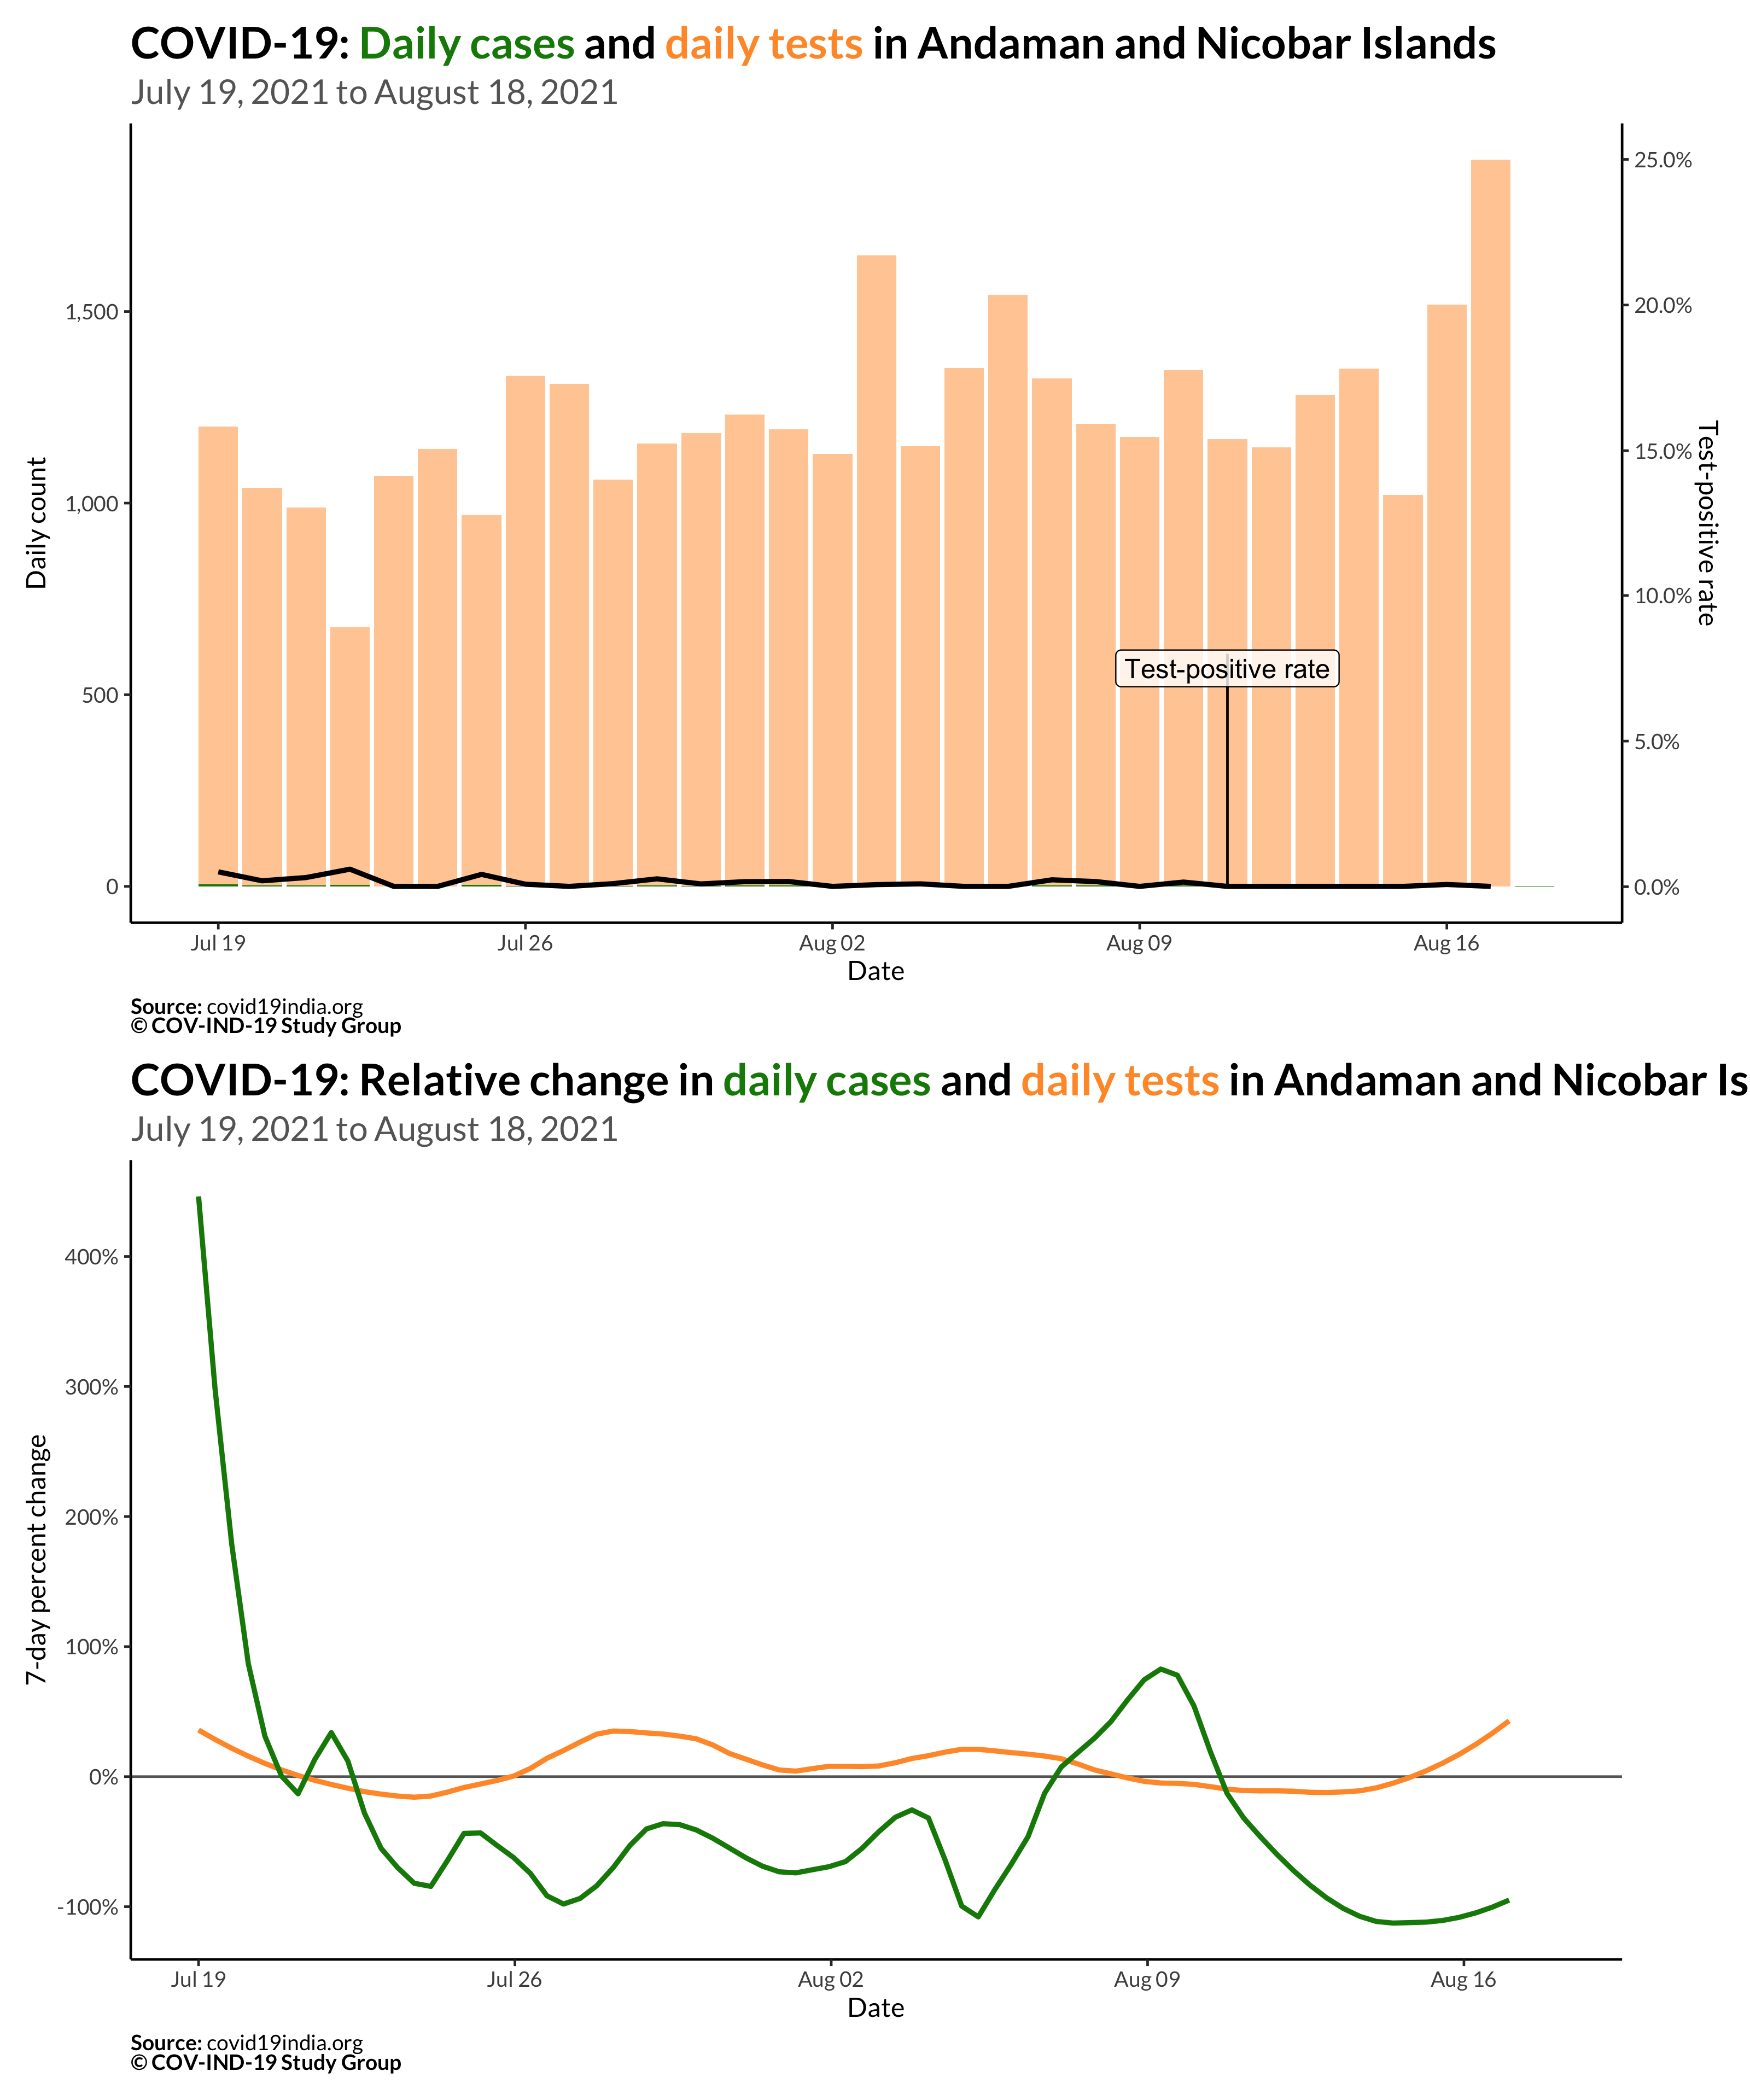 COVID-19: Daily cases and daily tests in Andaman and Nicobar Islands
July 19, 2021 to August 18, 2021
1,500
1,000
500
0
Daily count
25.0%
20.0%
15.0%
10.0%
5.0%
0.0%
Test-positive rate
Test-positive rate
Jul 19
Jul 26
Aug 02
Aug 09
Aug 16
Date
Source: covid19india.org
© COV-IND-19 Study Group
COVID-19: Relative change in daily cases and daily tests in Andaman and Nicobar Is
July 19, 2021 to August 18, 2021
400%
300%
200%
100%
0%
-100%
7-day percent change
Jul 19
Jul 26
Aug 02
Aug 09
Aug 16
Date
Source: covid19india.org
© COV-IND-19 Study Group